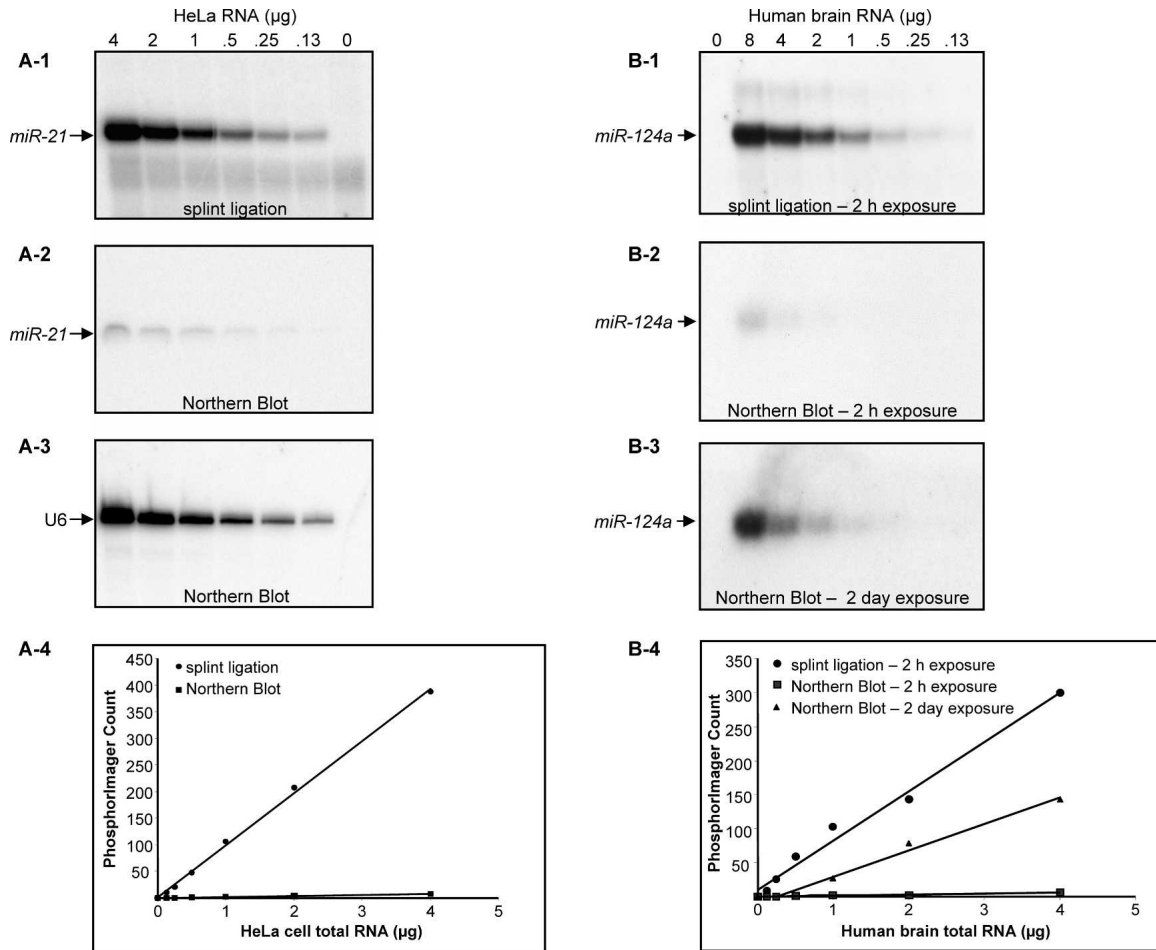 HeLa RNA (µg)
4 2 1 .5 .25 .13 0
A-1
miR-21
splint ligation
A-2
miR-21
Northern Blot
A-3
U6
Northern Blot
A-4
450
400
350
300
250
200
150
100
50
0 1 2 3 4 5
PhosphorImager Count
splint ligation
Northern Blot
HeLa cell total RNA (µg)
Human brain RNA (µg)
0 8 4 2 1 .5 .25 .13
B-1
miR-124a
splint ligation – 2 h exposure
B-2
miR-124a
Northern Blot – 2 h exposure
B-3
miR-124a
Northern Blot – 2 day exposure
B-4
350
300
250
200
150
100
50
0 1 2 3 4 5
PhosphorImager Count
splint ligation – 2 h exposure
Northern Blot – 2 h exposure
Northern Blot – 2 day exposure
Human brain total RNA (µg)